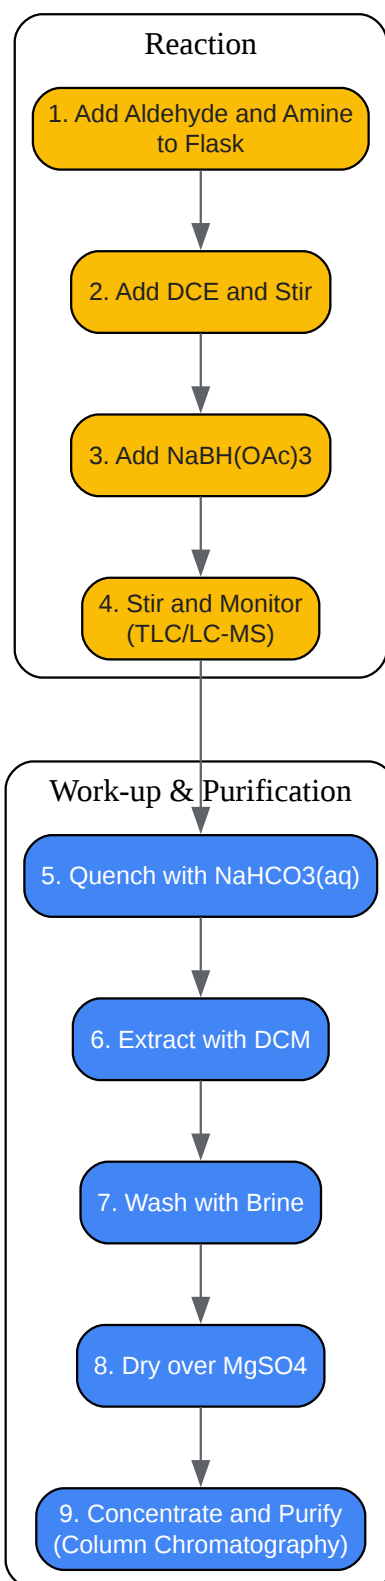 Reaction
1. Add Aldehyde and Amine
to Flask
2. Add DCE and Stir
3. Add NaBH(OAc)3
4. Stir and Monitor
(TLC/LC-MS)
Work-up & Purification
5. Quench with NaHCO3(aq)
6. Extract with DCM
7. Wash with Brine
8. Dry over MgSO4
9. Concentrate and Purify
(Column Chromatography)